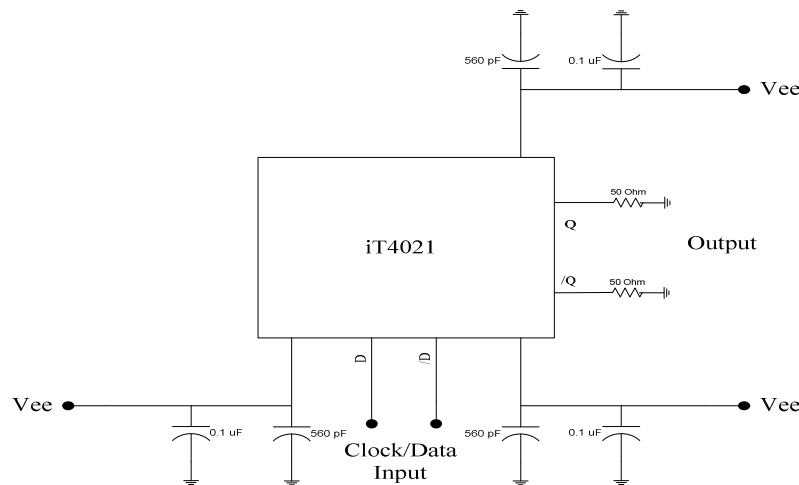 560 pF
0.1 uF
Vee
50 Ohm
Q
iT4021
Output
/Q
50 Ohm
D
/D
Vee
Vee
0.1 uF
560 pF
560 pF
0.1 uF
Clock/Data
Input